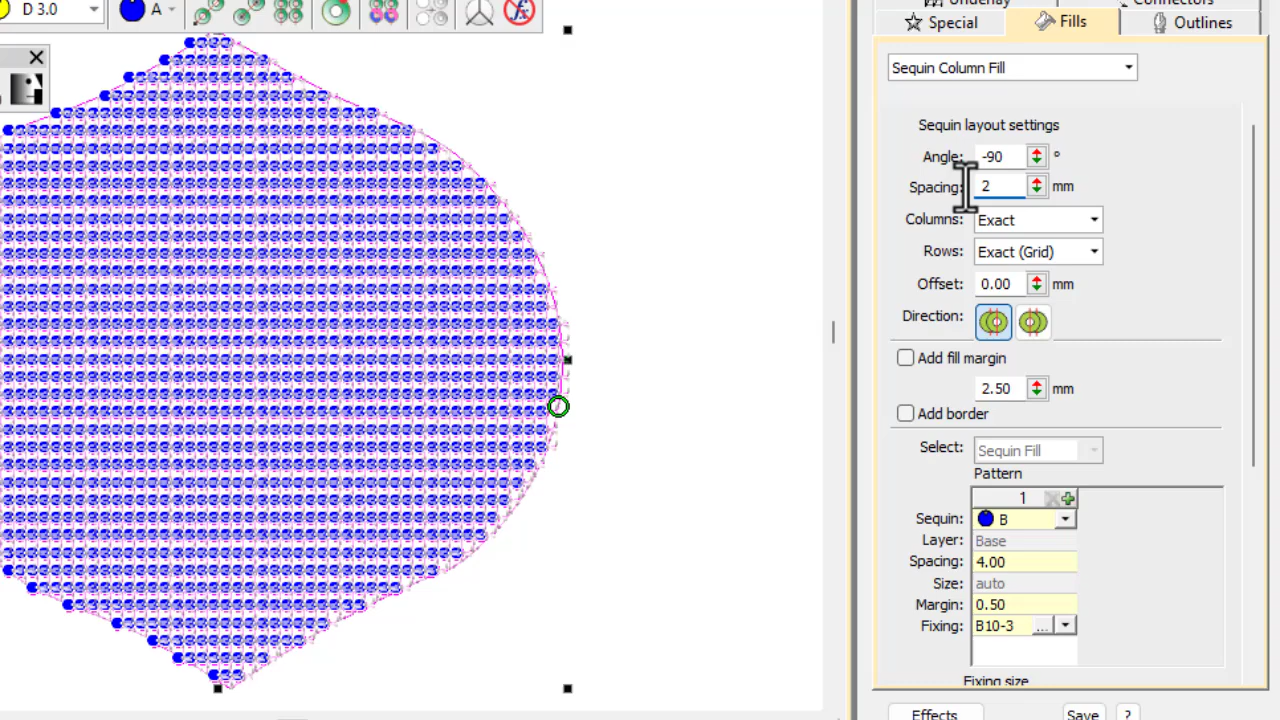 D 3.0
A
Underlay
Connectors
Special
Fills
Outlines
Sequin Column Fill
Sequin layout settings
Angle: -90 °
Spacing: 2 mm
Columns: Exact
Rows: Exact (Grid)
Offset: 0.00 mm
Direction:
Add fill margin
2.50 mm
Add border
Select: Sequin Fill
Pattern
1
Sequin: B
Layer: Base
Spacing: 4.00
Size: auto
Margin: 0.50
Fixing: B10-3 ...
Fixing size
Effects
Save
?